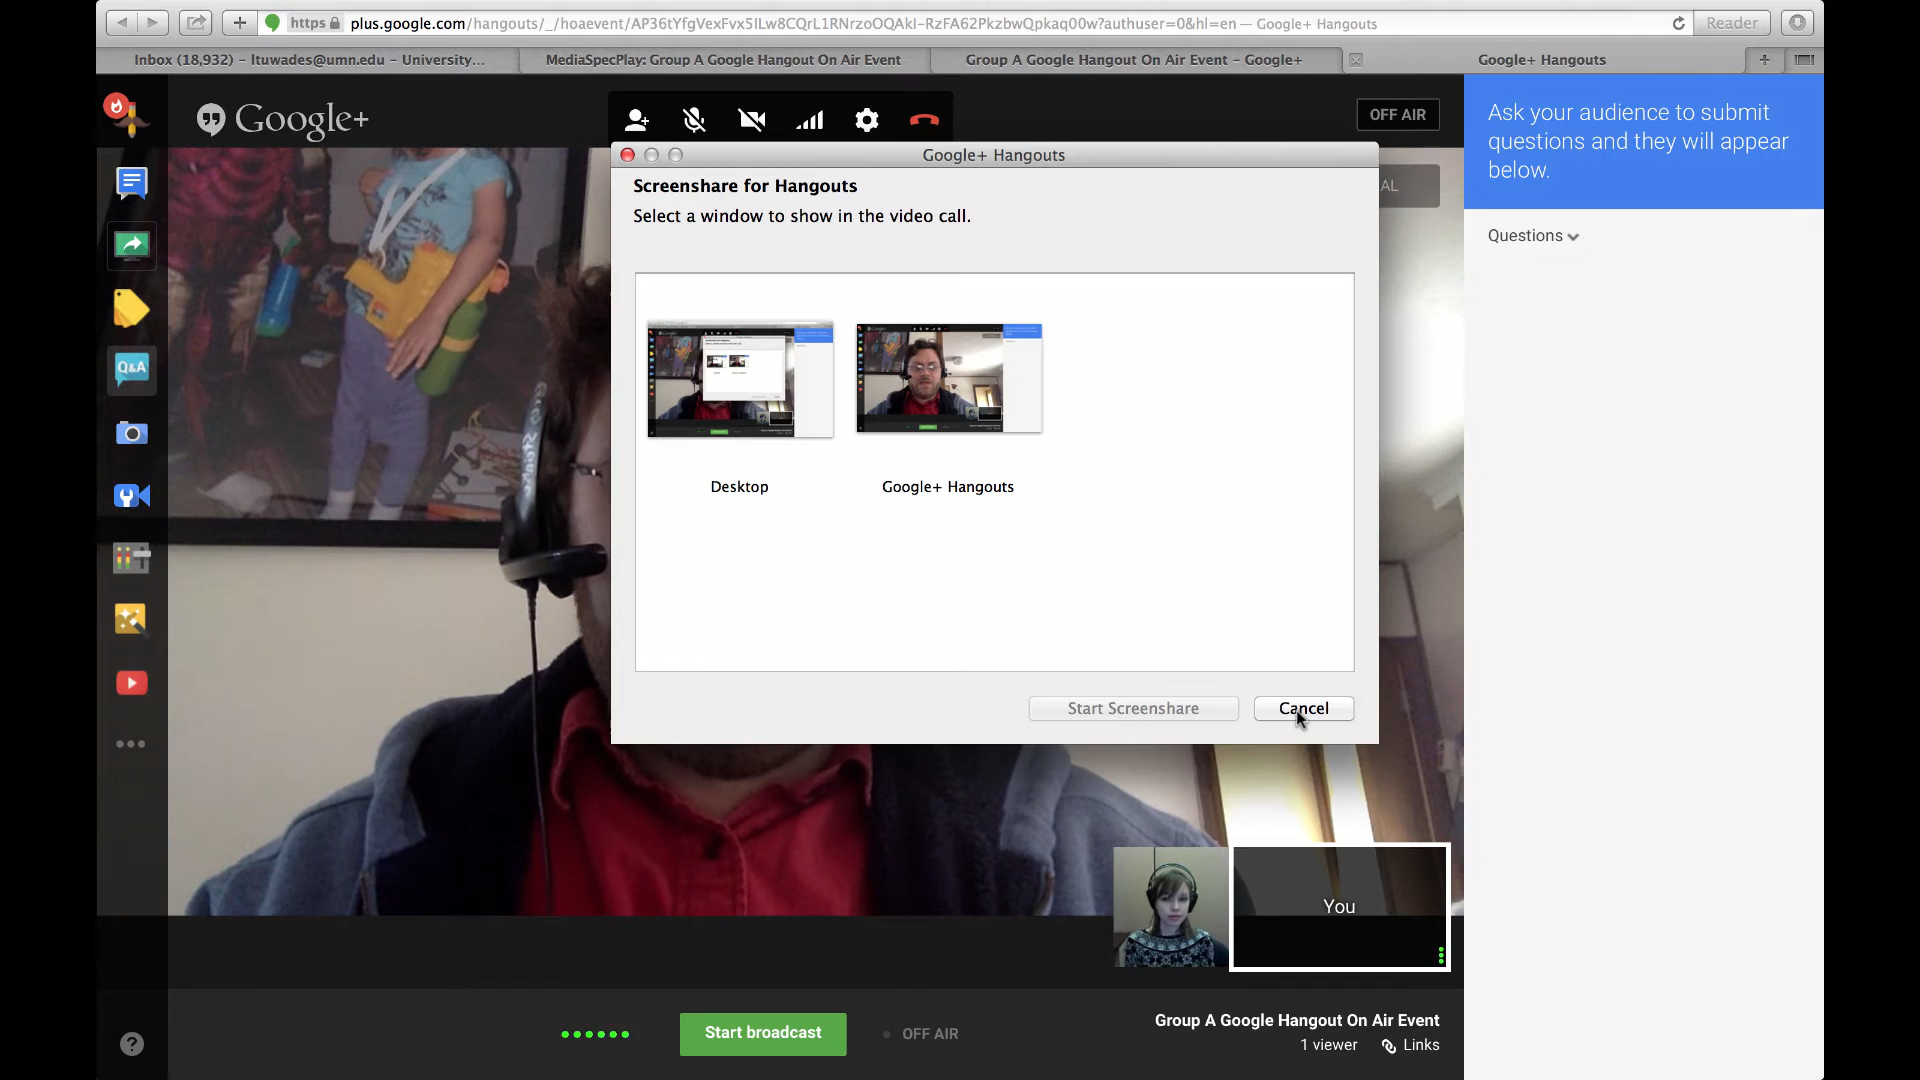 https plus.google.com/hangouts/_/hoaevent/AP36tYfgVexFvx5ILw8CQrL1RNrzoOQAkI-RzFA62PkzbwQpkaq00w?authuser=0&hl=en — Google+ Hangouts
Reader
Inbox (18,932) – ltuwades@umn.edu – University...
MediaSpecPlay: Group A Google Hangout On Air Event
Group A Google Hangout On Air Event – Google+
Google+ Hangouts
Google+
OFF AIR
Ask your audience to submit
questions and they will appear
below.
Questions
Google+ Hangouts
Screenshare for Hangouts
Select a window to show in the video call.
AL
Q&A
Desktop
Google+ Hangouts
Start Screenshare
Cancel
You
Start broadcast
OFF AIR
Group A Google Hangout On Air Event
1 viewer
Links
?